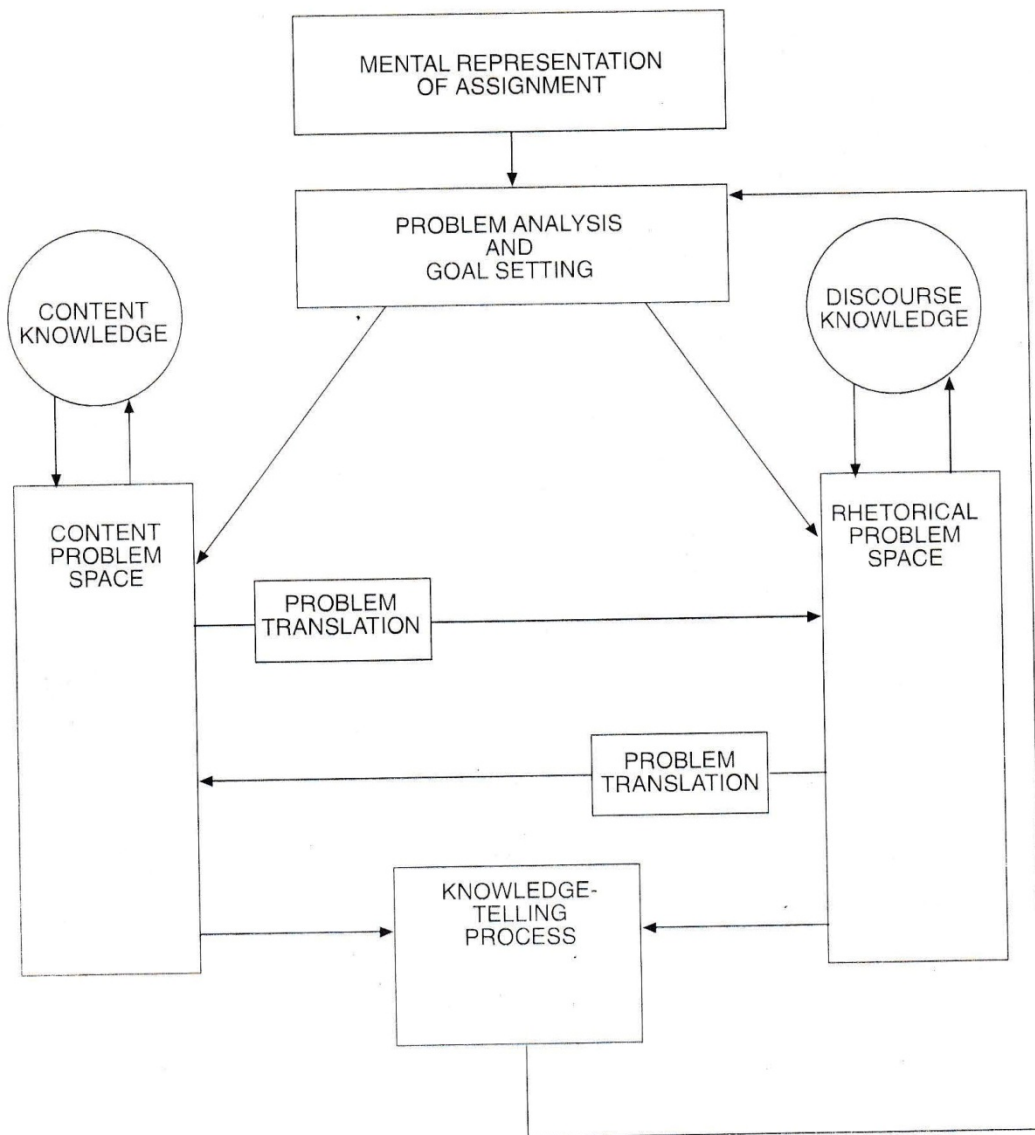 MENTAL REPRESENTATION
OF ASSIGNMENT
PROBLEM ANALYSIS
AND
GOAL SETTING
CONTENT
KNOWLEDGE
DISCOURSE
KNOWLEDGE
CONTENT
PROBLEM
SPACE
RHETORICAL
PROBLEM
SPACE
PROBLEM
TRANSLATION
PROBLEM
TRANSLATION
KNOWLEDGE-
TELLING
PROCESS